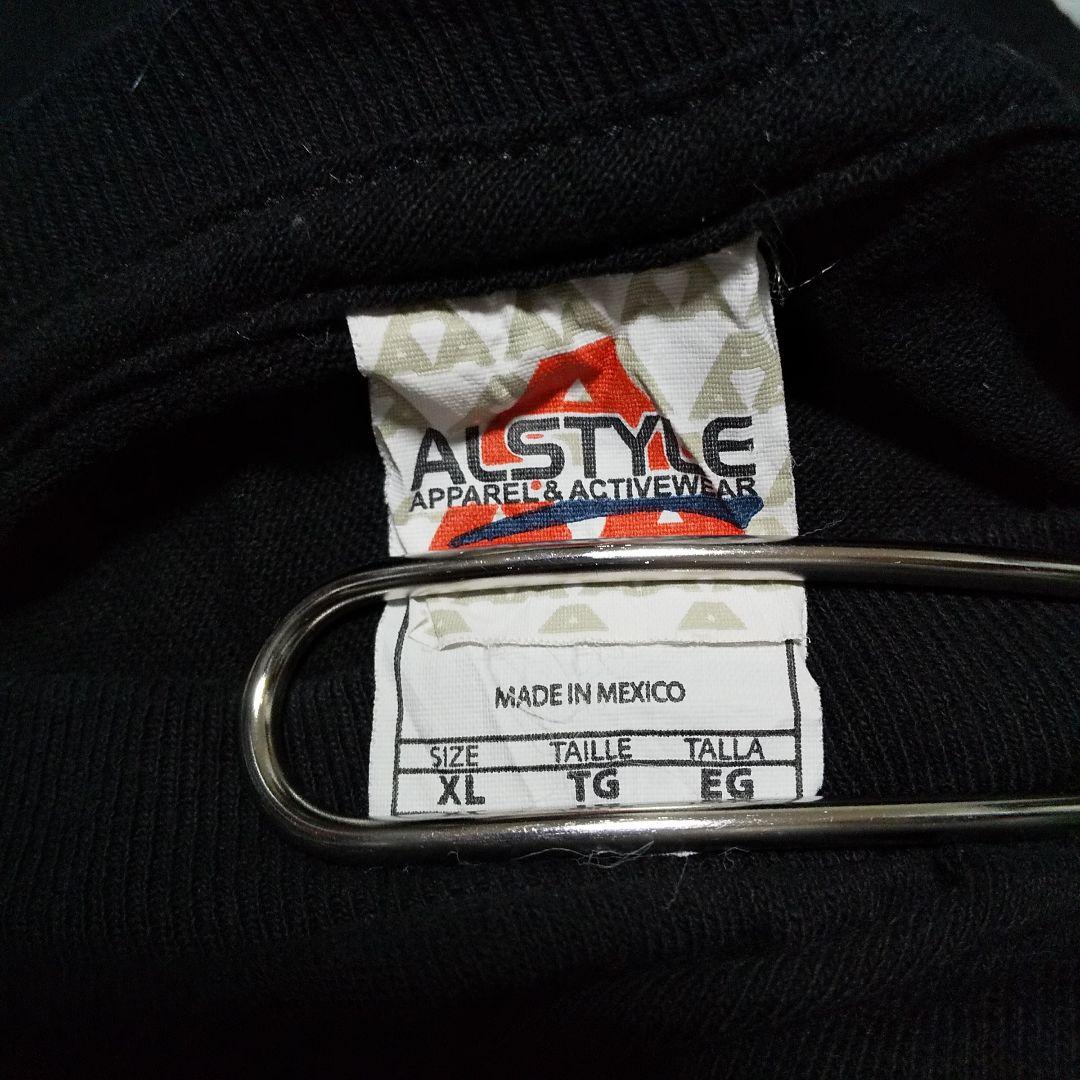 ALSTYLE
APPAREL & ACTIVEWEAR
MADE IN MEXICO
SIZE TAILLE TALLA
XL TG EG